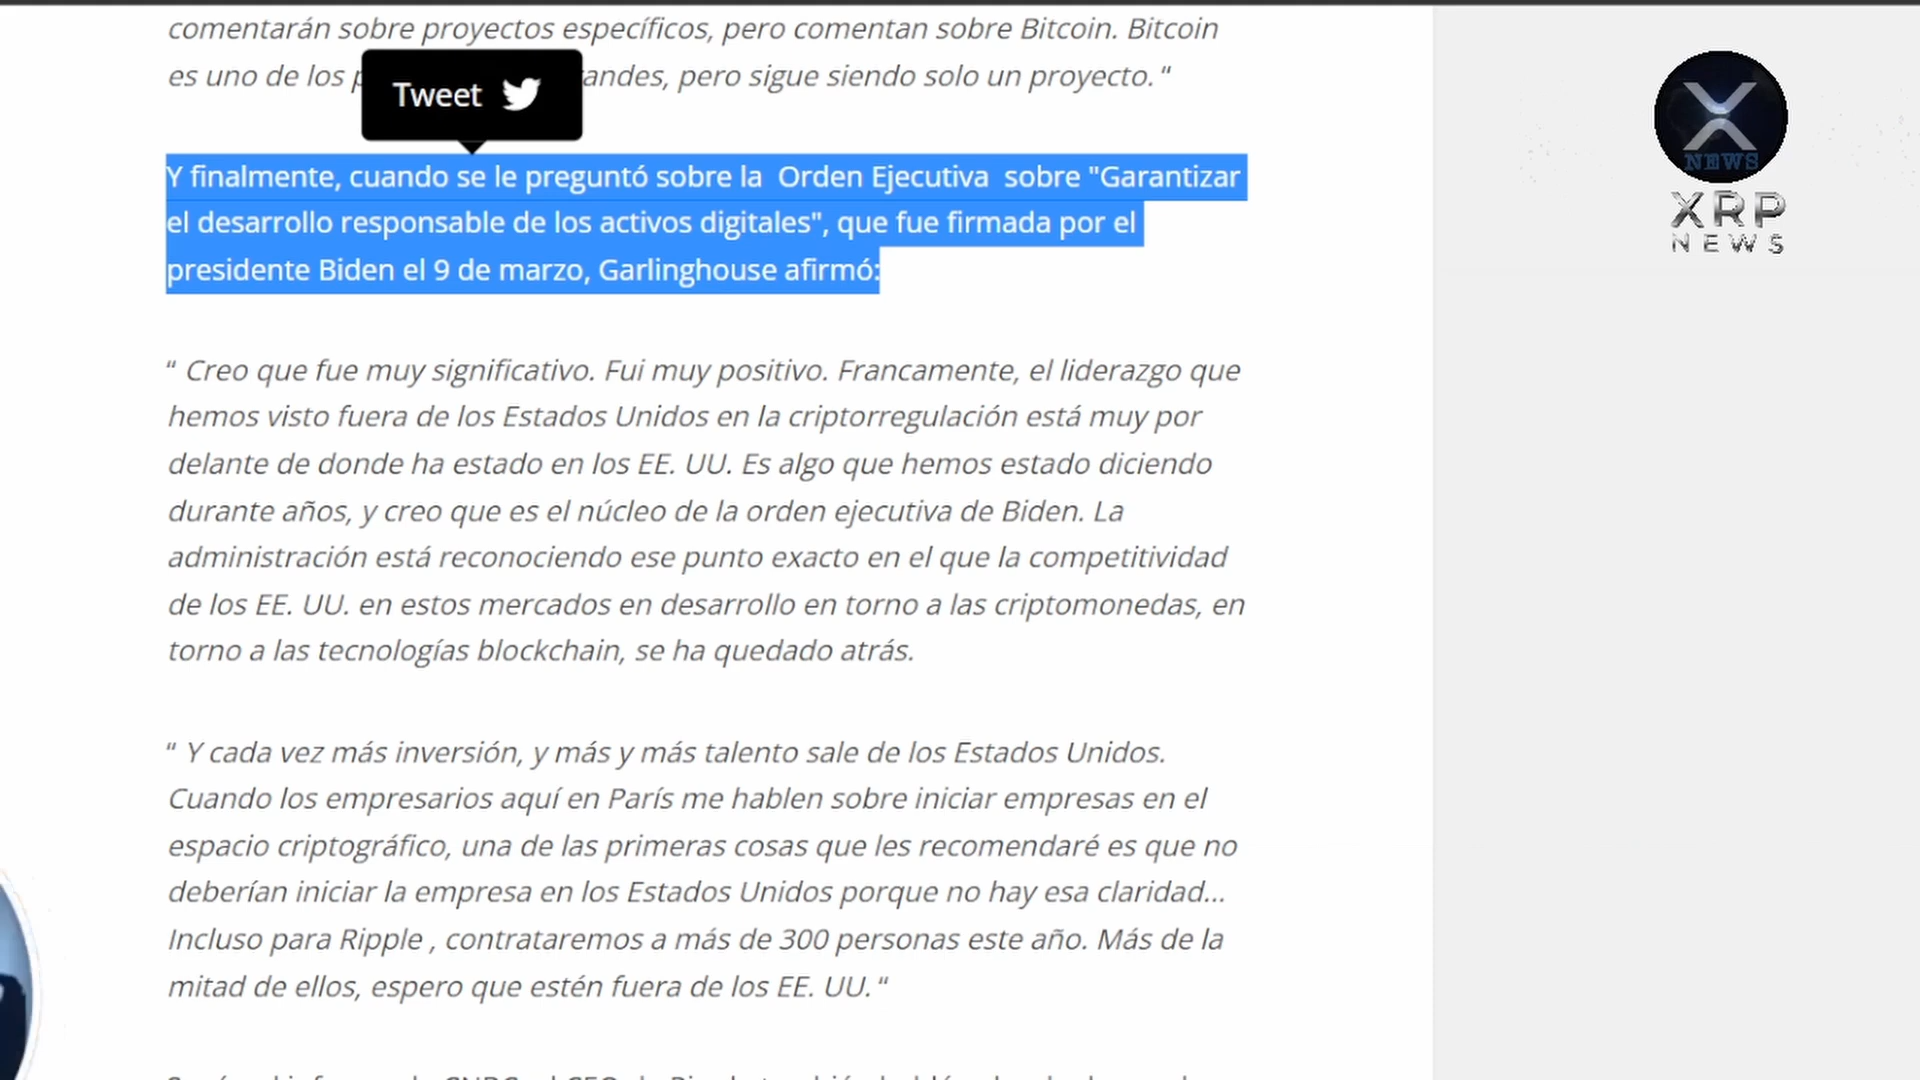 comentarán sobre proyectos específicos, pero comentan sobre Bitcoin. Bitcoin
es uno de los andes, pero sigue siendo solo un proyecto. “
Tweet
Y finalmente, cuando se le preguntó sobre la Orden Ejecutiva sobre "Garantizar
el desarrollo responsable de los activos digitales", que fue firmada por el
presidente Biden el 9 de marzo, Garlinghouse afirmó:
“ Creo que fue muy significativo. Fui muy positivo. Francamente, el liderazgo que
hemos visto fuera de los Estados Unidos en la criptorregulación está muy por
delante de donde ha estado en los EE. UU. Es algo que hemos estado diciendo
durante años, y creo que es el núcleo de la orden ejecutiva de Biden. La
administración está reconociendo ese punto exacto en el que la competitividad
de los EE. UU. en estos mercados en desarrollo en torno a las criptomonedas, en
torno a las tecnologías blockchain, se ha quedado atrás.
“ Y cada vez más inversión, y más y más talento sale de los Estados Unidos.
Cuando los empresarios aquí en París me hablen sobre iniciar empresas en el
espacio criptográfico, una de las primeras cosas que les recomendaré es que no
deberían iniciar la empresa en los Estados Unidos porque no hay esa claridad...
Incluso para Ripple , contrataremos a más de 300 personas este año. Más de la
mitad de ellos, espero que estén fuera de los EE. UU. “
X
NEWS
XRP
NEWS